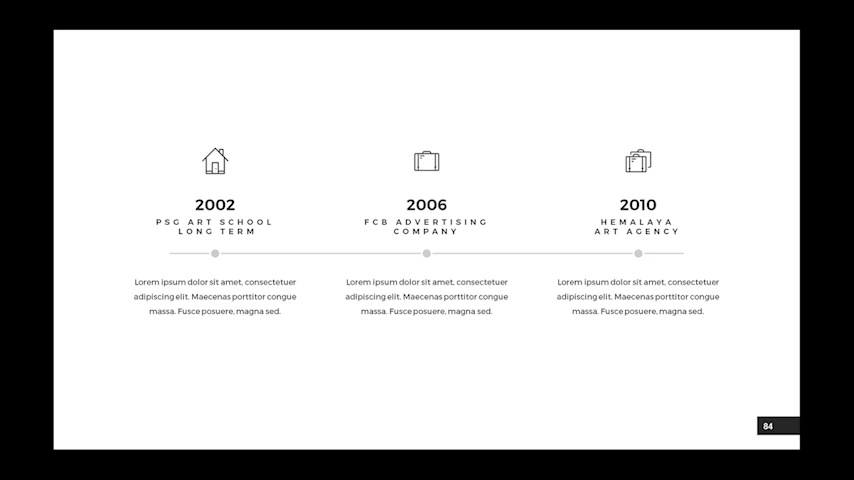 2002
PSG ART SCHOOL
LONG TERM
Lorem ipsum dolor sit amet, consectetuer
adipiscing elit. Maecenas porttitor congue
massa. Fusce posuere, magna sed.
2006
FCB ADVERTISING
COMPANY
Lorem ipsum dolor sit amet, consectetuer
adipiscing elit. Maecenas porttitor congue
massa. Fusce posuere, magna sed.
2010
HEMALAYA
ART AGENCY
Lorem ipsum dolor sit amet, consectetuer
adipiscing elit. Maecenas porttitor congue
massa. Fusce posuere, magna sed.
84